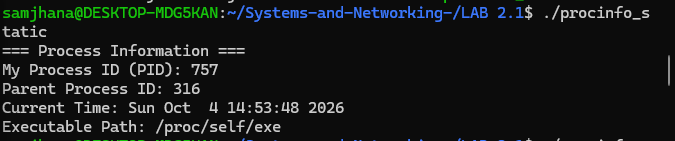 samjhana@DESKTOP-MDG5KAN:~/Systems-and-Networking-/LAB 2.1$ ./procinfo_s
tatic
=== Process Information ===
My Process ID (PID): 757
Parent Process ID: 316
Current Time: Sun Oct  4 14:53:48 2026
Executable Path: /proc/self/exe